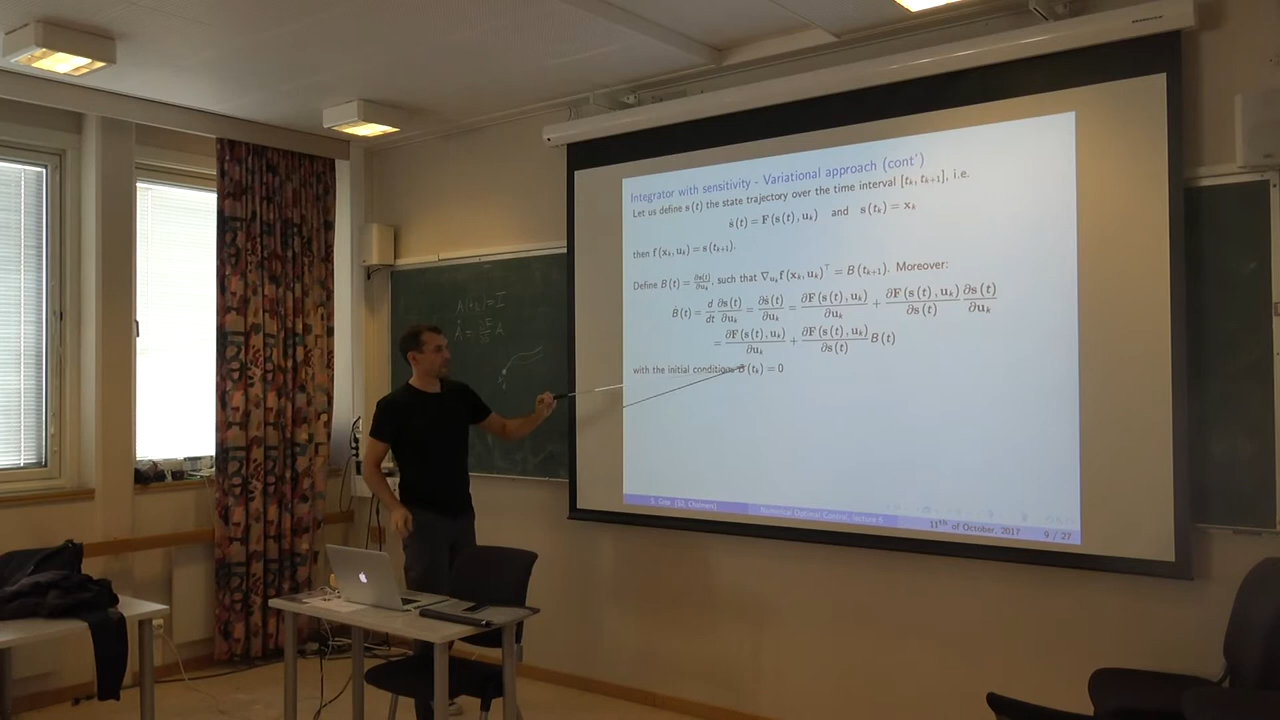 Integrator with sensitivity - Variational approach (cont')
Let us define s(t) the state trajectory over the time interval [t_k, t_{k+1}], i.e.
ṡ(t) = F(s(t), u_k) and s(t_k) = x_k
then f(x_k, u_k) = s(t_{k+1}).
Define B(t) = ∂s(t)/∂u_k, such that ∇_{u_k} f(x_k, u_k)^⊤ = B(t_{k+1}). Moreover:
Ḃ(t) = d/dt ∂s(t)/∂u_k = ∂ṡ(t)/∂u_k = ∂F(s(t), u_k)/∂u_k + ∂F(s(t), u_k)/∂s(t) ∂s(t)/∂u_k
= ∂F(s(t), u_k)/∂u_k + ∂F(s(t), u_k)/∂s(t) B(t)
with the initial conditions B(t_k) = 0
Numerical Optimal Control, lecture 5
11th of October, 2017
9 / 27